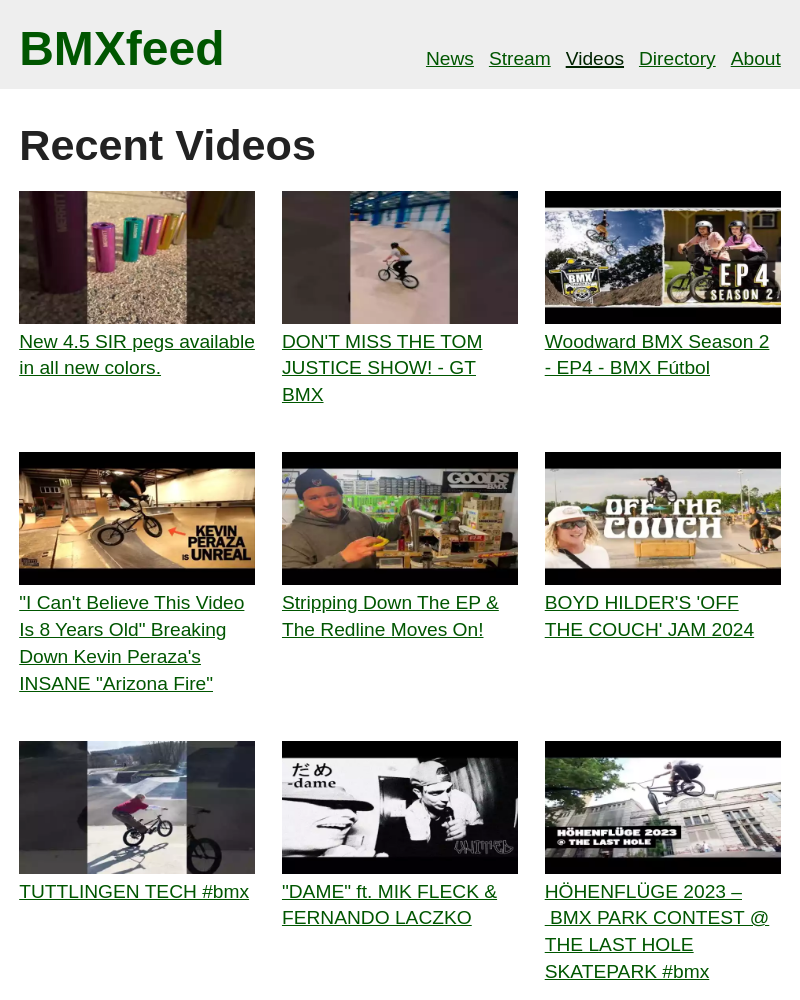 BMXfeed
News Stream Videos Directory About
Recent Videos
MERRITT
New 4.5 SIR pegs available
in all new colors.
DON'T MISS THE TOM
JUSTICE SHOW! - GT
BMX
BMX
EP4
SEASON 2
Woodward BMX Season 2
- EP4 - BMX Fútbol
KEVIN
PERAZA
IS UNREAL
"I Can't Believe This Video
Is 8 Years Old" Breaking
Down Kevin Peraza's
INSANE "Arizona Fire"
GOODS
BMX
Stripping Down The EP &
The Redline Moves On!
OFF THE
COUCH
BOYD HILDER'S 'OFF
THE COUCH' JAM 2024
TUTTLINGEN TECH #bmx
だめ
-dame
UNITED
"DAME" ft. MIK FLECK &
FERNANDO LACZKO
HÖHENFLÜGE 2023
@ THE LAST HOLE
HÖHENFLÜGE 2023 –
BMX PARK CONTEST @
THE LAST HOLE
SKATEPARK #bmx